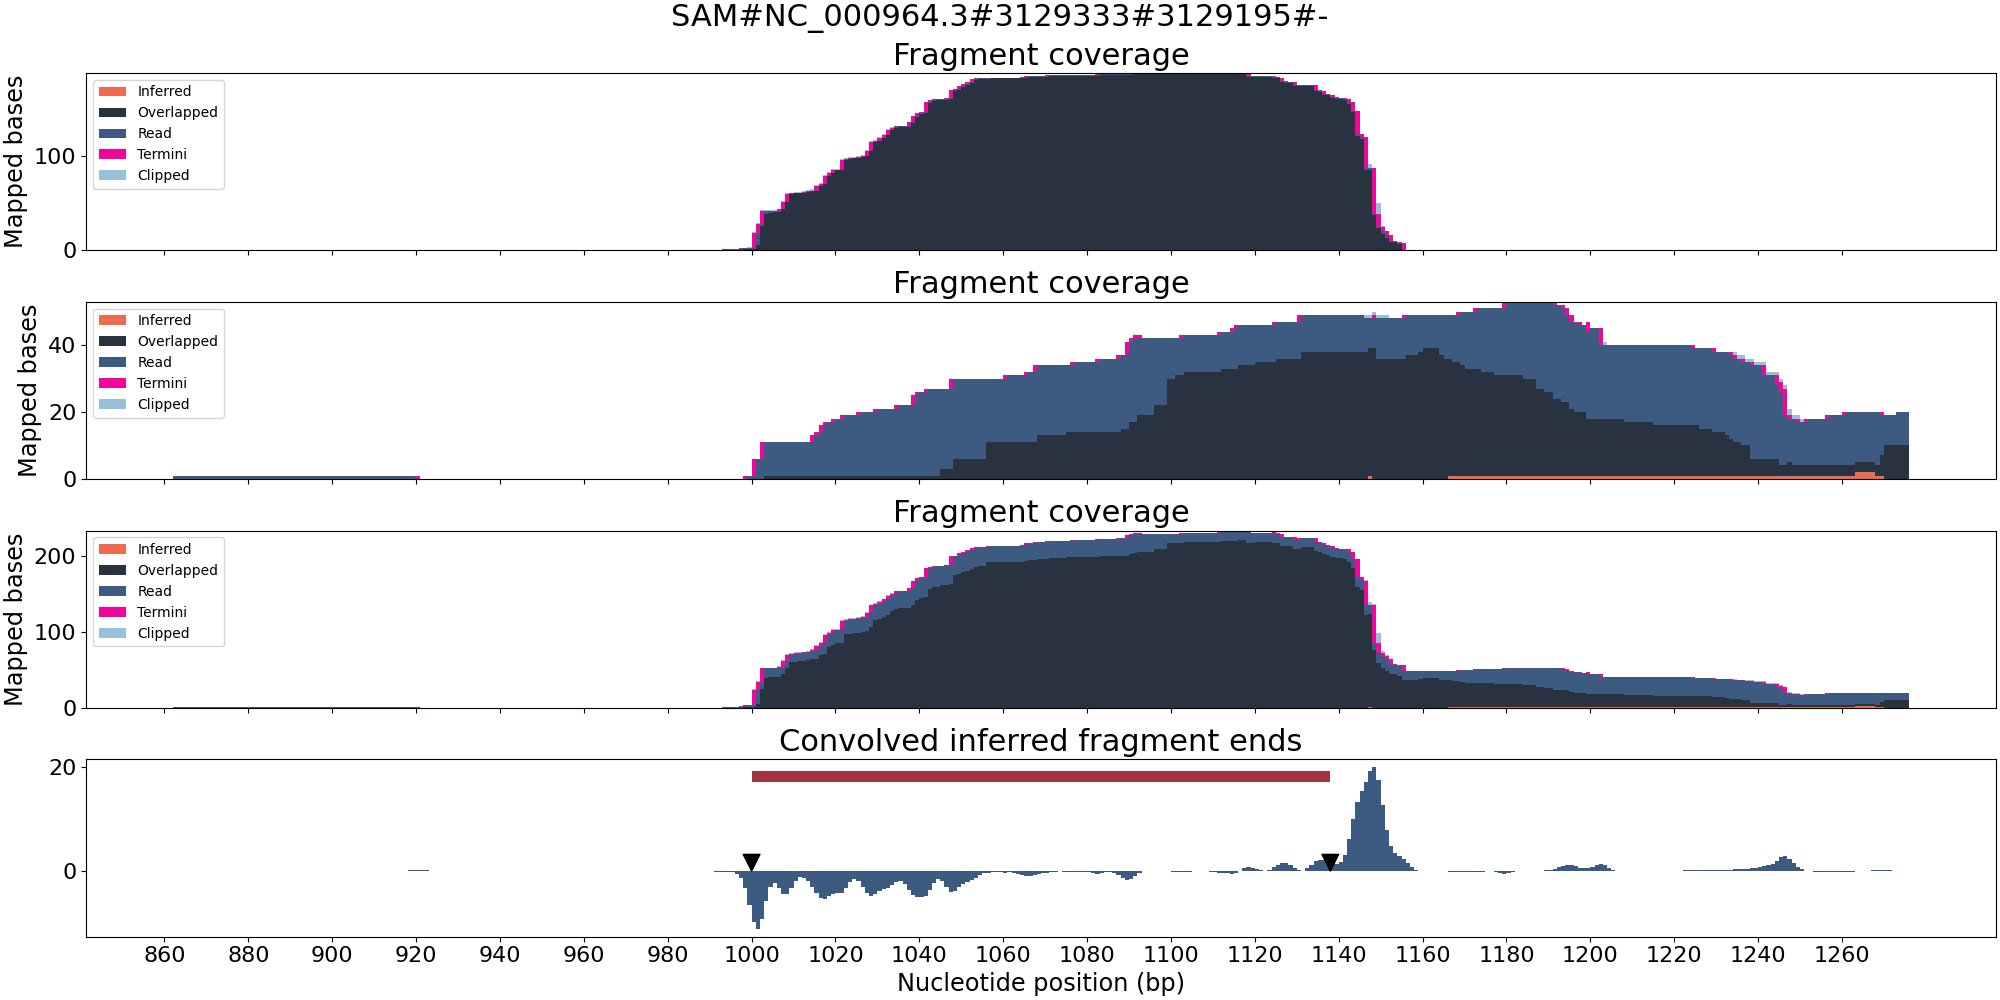 SAM#NC_000964.3#3129333#3129195#-
Fragment coverage
Mapped bases
100
0
Inferred
Overlapped
Read
Termini
Clipped
Fragment coverage
Mapped bases
40
20
0
Inferred
Overlapped
Read
Termini
Clipped
Fragment coverage
Mapped bases
200
100
0
Inferred
Overlapped
Read
Termini
Clipped
Convolved inferred fragment ends
20
0
860 880 900 920 940 960 980 1000 1020 1040 1060 1080 1100 1120 1140 1160 1180 1200 1220 1240 1260
Nucleotide position (bp)